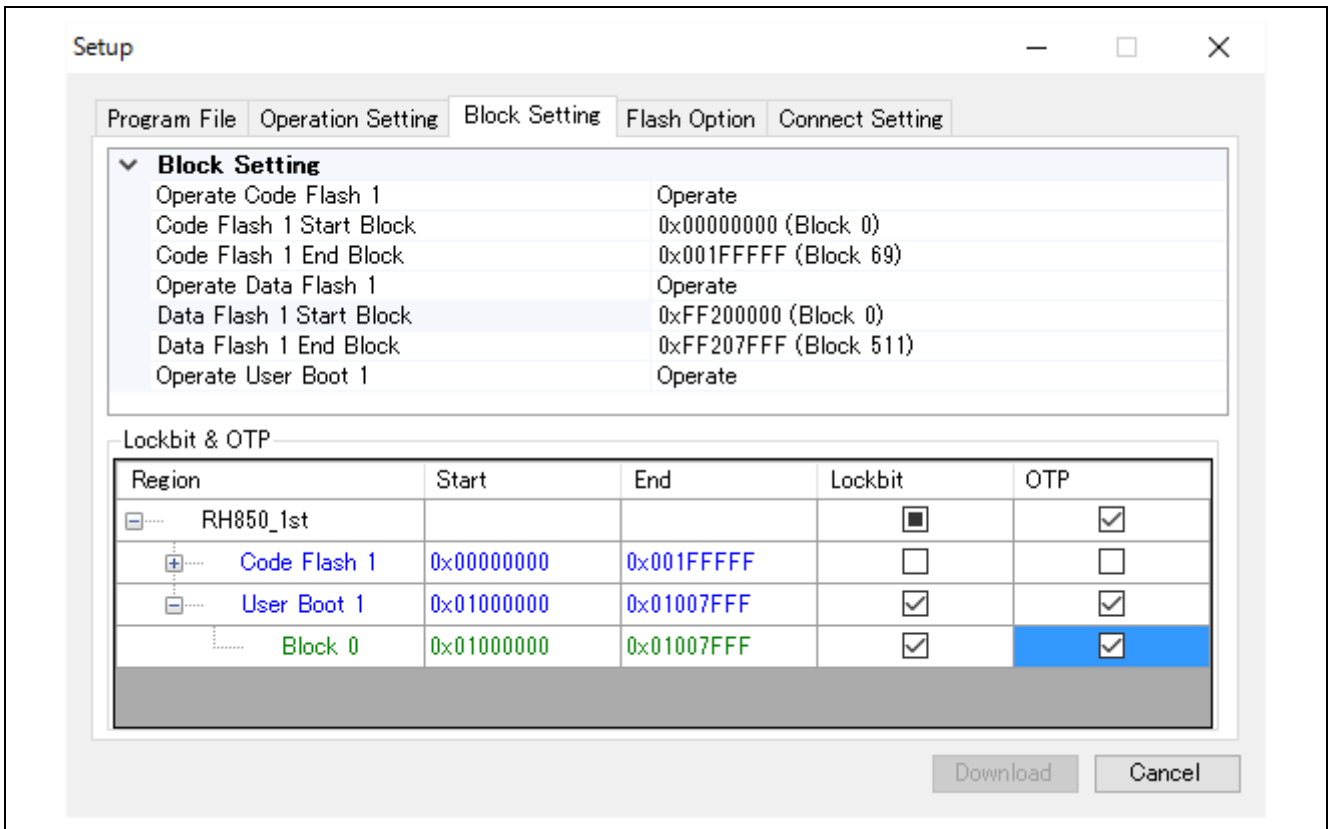 Setup
Program File Operation Setting Block Setting Flash Option Connect Setting
Block Setting
Operate Code Flash 1 Operate
Code Flash 1 Start Block 0x00000000 (Block 0)
Code Flash 1 End Block 0x001FFFFF (Block 69)
Operate Data Flash 1 Operate
Data Flash 1 Start Block 0xFF200000 (Block 0)
Data Flash 1 End Block 0xFF207FFF (Block 511)
Operate User Boot 1 Operate
Lockbit & OTP
Region Start End Lockbit OTP
RH850_1st
Code Flash 1 0x00000000 0x001FFFFF
User Boot 1 0x01000000 0x01007FFF
Block 0 0x01000000 0x01007FFF
Download Cancel